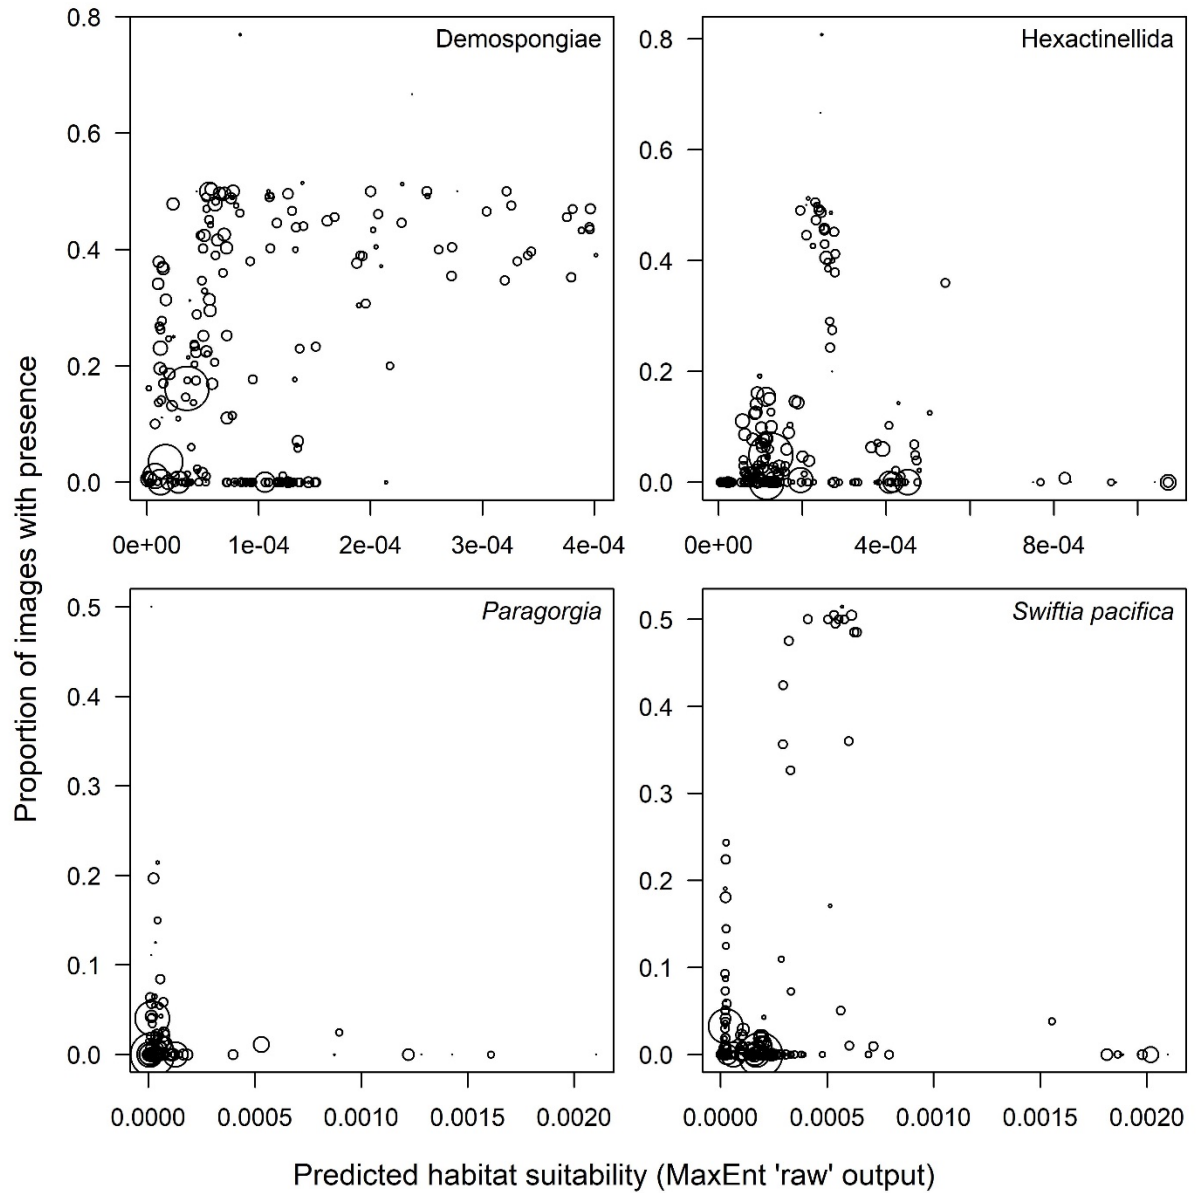 Proportion of images with presence
Demospongiae
0.8
0.6
0.4
0.2
0.0
0e+00 1e-04 2e-04 3e-04 4e-04
Hexactinellida
0.8
0.6
0.4
0.2
0.0
0e+00 4e-04 8e-04
Paragorgia
0.5
0.4
0.3
0.2
0.1
0.0
0.0000 0.0005 0.0010 0.0015 0.0020
Swiftia pacifica
0.5
0.4
0.3
0.2
0.1
0.0
0.0000 0.0005 0.0010 0.0015 0.0020
Predicted habitat suitability (MaxEnt 'raw' output)